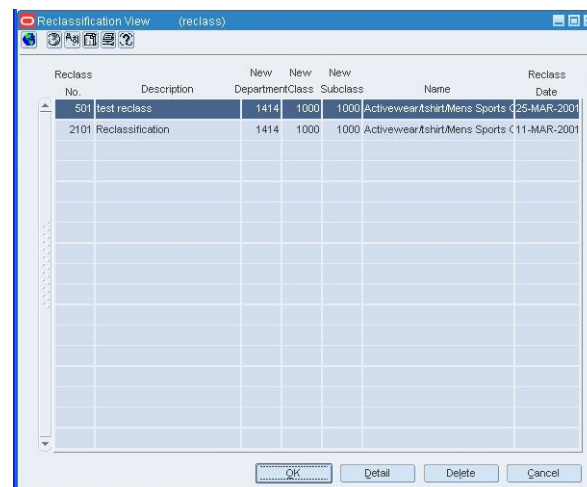 Reclassification View (reclass)
Reclass New New New Reclass
No. Description Department Class Subclass Name Date
501 test reclass 1414 1000 1000 Activewear/tshirt/Mens Sports 25-MAR-2001
2101 Reclassification 1414 1000 1000 Activewear/tshirt/Mens Sports 11-MAR-2001
OK Detail Delete Cancel